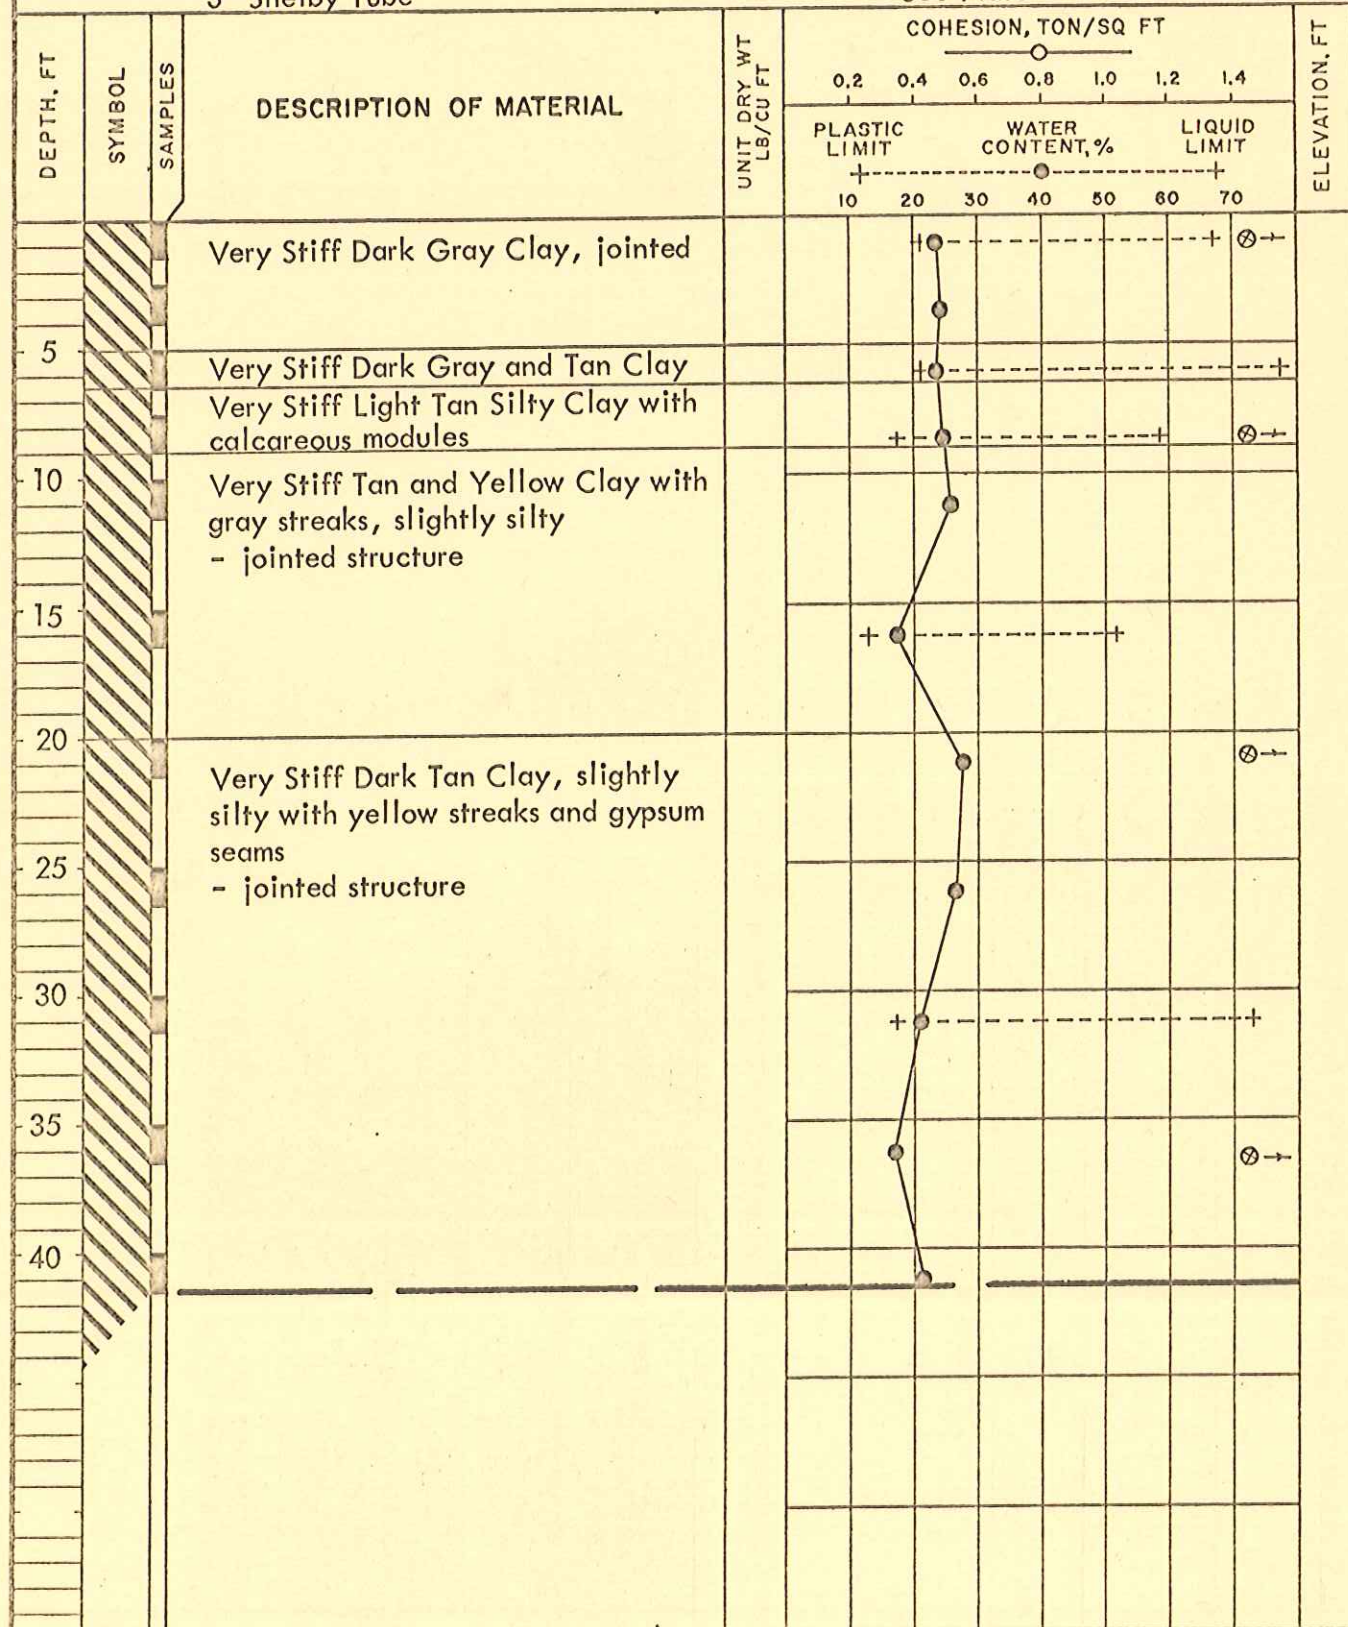 3" Shelby Tube
DEPTH, FT
SYMBOL
SAMPLES
DESCRIPTION OF MATERIAL
UNIT DRY WT
LB/CU FT
COHESION, TON/SQ FT
0.2 0.4 0.6 0.8 1.0 1.2 1.4
PLASTIC
LIMIT
WATER
CONTENT, %
LIQUID
LIMIT
10 20 30 40 50 60 70
ELEVATION, FT
Very Stiff Dark Gray Clay, jointed
5
Very Stiff Dark Gray and Tan Clay
Very Stiff Light Tan Silty Clay with
calcareous modules
10
Very Stiff Tan and Yellow Clay with
gray streaks, slightly silty
- jointed structure
15
20
Very Stiff Dark Tan Clay, slightly
silty with yellow streaks and gypsum
seams
- jointed structure
25
30
35
40